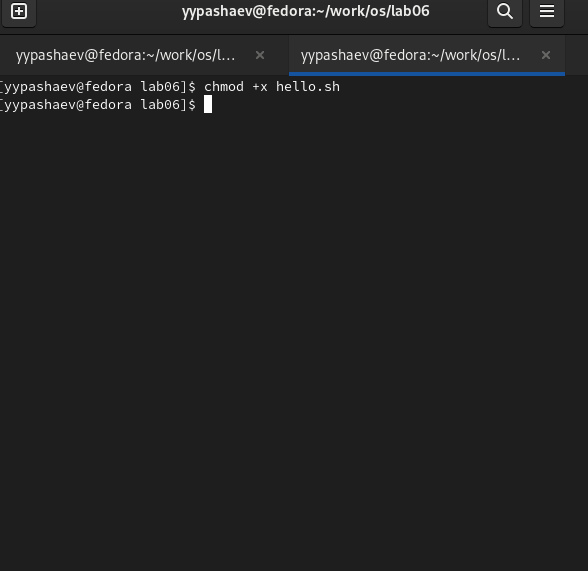 yypashaev@fedora:~/work/os/lab06
yypashaev@fedora:~/work/os/l... × yypashaev@fedora:~/work/os/l... ×
[yypashaev@fedora lab06]$ chmod +x hello.sh
[yypashaev@fedora lab06]$